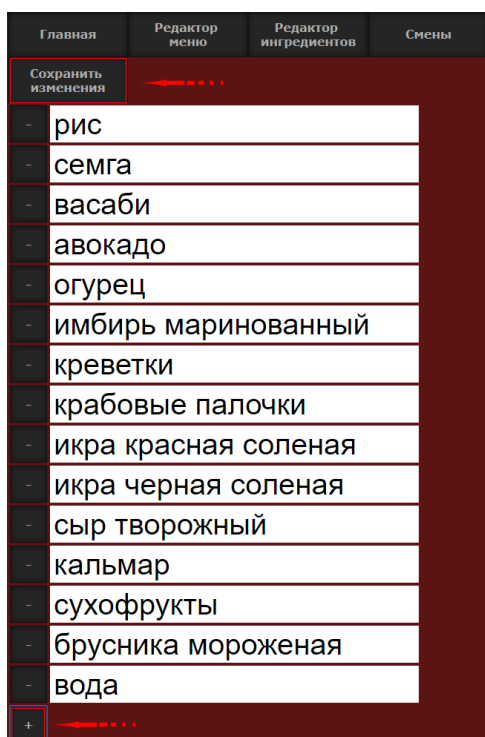 Главная
Редактор меню
Редактор ингредиентов
Смены
Сохранить изменения
- рис
- семга
- васаби
- авокадо
- огурец
- имбирь маринованный
- креветки
- крабовые палочки
- икра красная соленая
- икра черная соленая
- сыр творожный
- кальмар
- сухофрукты
- брусника мороженая
- вода
+